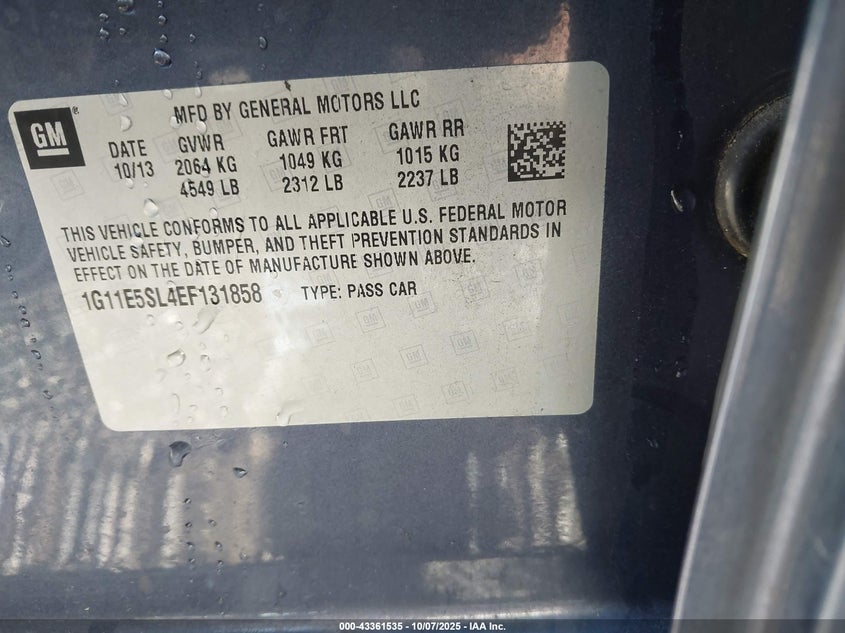 GM
MFD BY GENERAL MOTORS LLC
DATE GVWR GAWR FRT GAWR RR
10/13 2064 KG 1049 KG 1015 KG
4549 LB 2312 LB 2237 LB
THIS VEHICLE CONFORMS TO ALL APPLICABLE U.S. FEDERAL MOTOR
VEHICLE SAFETY, BUMPER, AND THEFT PREVENTION STANDARDS IN
EFFECT ON THE DATE OF MANUFACTURE SHOWN ABOVE.
1G11E5SL4EF131858 TYPE: PASS CAR
000-43361535 - 10/07/2025 - IAA Inc.